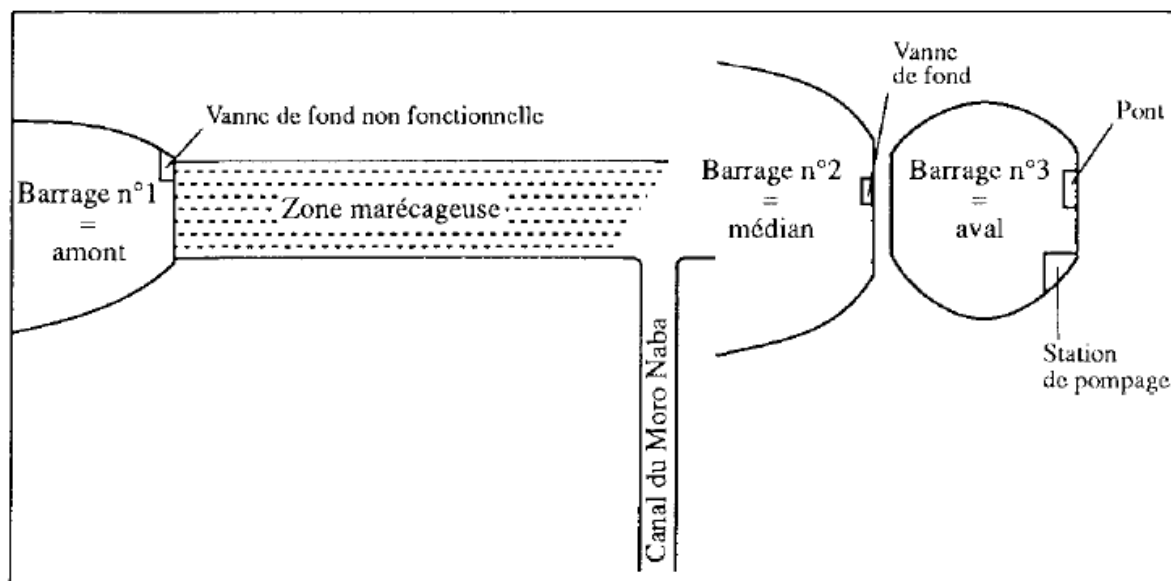 Vanne
de fond
Vanne de fond non fonctionnelle
Pont
Barrage n°1
=
amont
Zone marécageuse
Barrage n°2
=
médian
Barrage n°3
=
aval
Canal du Moro Naba
Station
de pompage